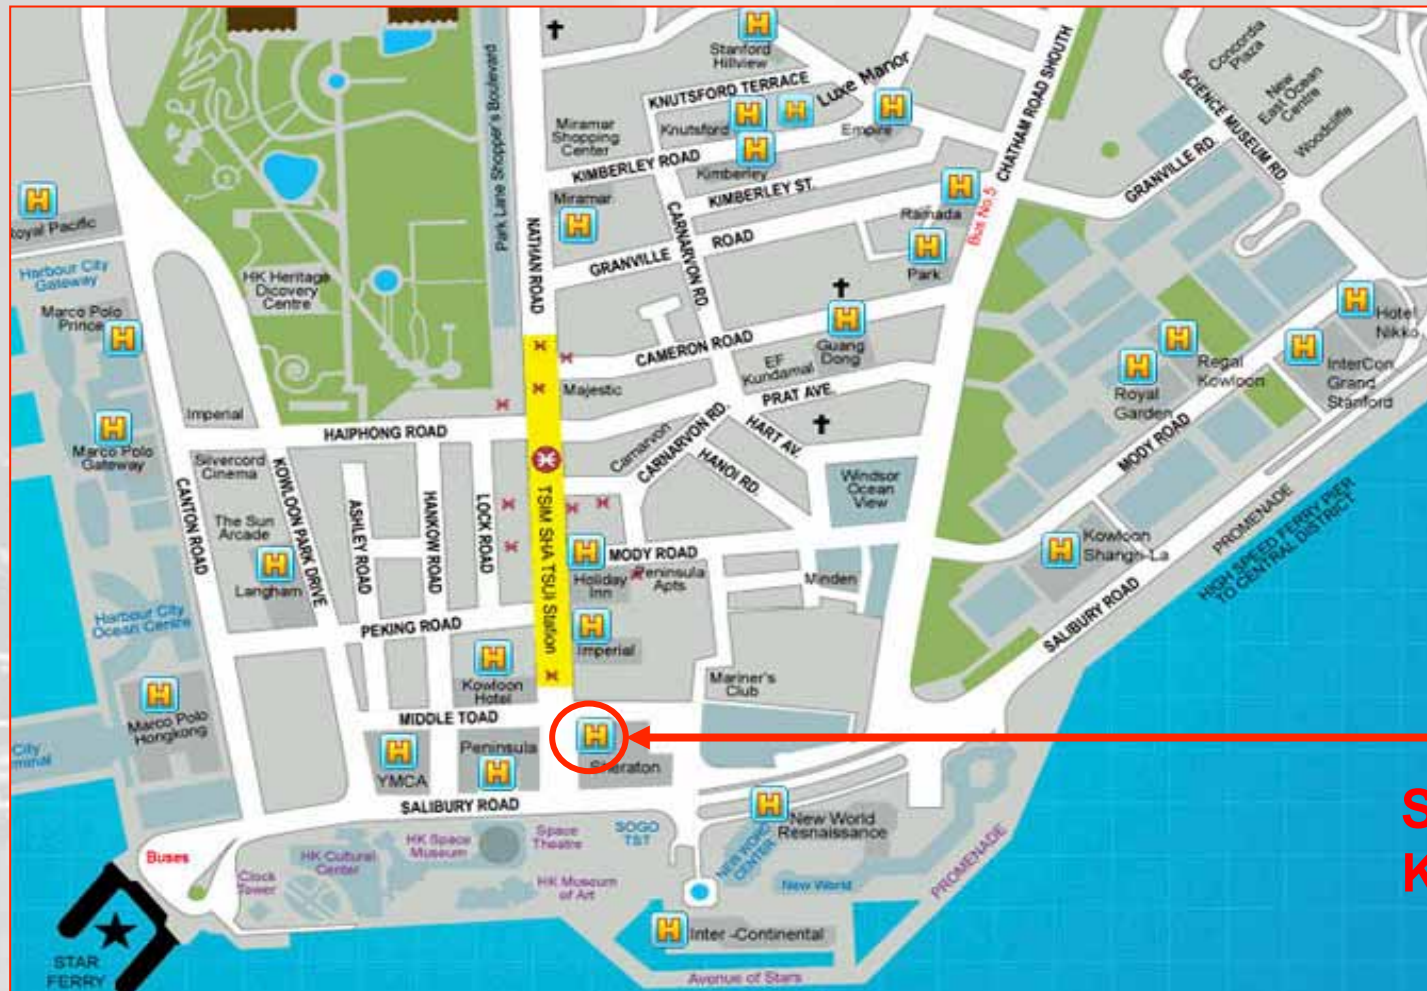 Stanford
Hillview
KNUTSFORD TERRACE
Luxe Manor
Knutsford
Empire
Miramar
Shopping
Center
KIMBERLEY ROAD
Kimberley
KIMBERLEY ST.
Miramar
Park Lane Shopper's Boulevard
NATHAN ROAD
CARNARVON RD.
GRANVILLE ROAD
Ramada
Park
Bus No.5
CHATHAM ROAD SHOUTH
SCIENCE MUSEUM RD.
Concordia
Plaza
New
East Ocean
Centre
Woodcliffe
GRANVILLE RD.
Royal Pacific
Harbour City
Gateway
Marco Polo
Prince
HK Heritage
Dicovery
Centre
CAMERON ROAD
Guang
Dong
EF
Kundamal
PRAT AVE.
Majestic
Hotel
Nikko
InterCon
Grand
Stanford
Regal
Kowloon
Royal
Garden
MODY ROAD
Imperial
HAIPHONG ROAD
Marco Polo
Gateway
Silvercord
Cinema
CANTON ROAD
KOWLOON PARK DRIVE
ASHLEY ROAD
HANKOW ROAD
LOCK ROAD
TSIM SHA TSUI Station
Carnarvon
CARNARVON RD.
HART AV.
HANOI RD.
Windsor
Ocean
View
The Sun
Arcade
Langham
MODY ROAD
Holiday
Inn
Peninsula
Apts
Minden
Kowloon
Shangri-La
PROMENADE
HIGH SPEED FERRY PIER
TO CENTRAL DISTRICT
SALIBURY ROAD
Harbour City
Ocean Centre
PEKING ROAD
Imperial
Kowloon
Hotel
Mariner's
Club
Marco Polo
Hongkong
MIDDLE TOAD
City
YMCA
Peninsula
Sheraton
SALIBURY ROAD
S
K
New World
Resnaissance
NEW WORD
CENTER
New World
PROMENADE
Buses
Clock
Tower
HK Cultural
Center
HK Space
Museum
Space
Theatre
SOGO
TST
HK Museum
of Art
Inter -Continental
Avenue of Stars
STAR
FERRY